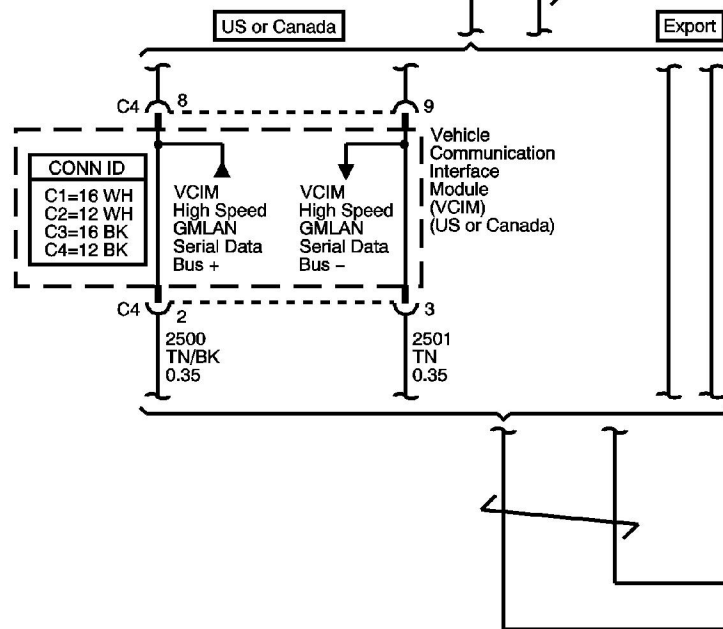 US or Canada
Export
C4
8
9
CONN ID
C1=16 WH
C2=12 WH
C3=16 BK
C4=12 BK
VCIM
High Speed
GMLAN
Serial Data
Bus +
VCIM
High Speed
GMLAN
Serial Data
Bus –
Vehicle
Communication
Interface
Module
(VCIM)
(US or Canada)
C4
2
3
2500
TN/BK
0.35
2501
TN
0.35